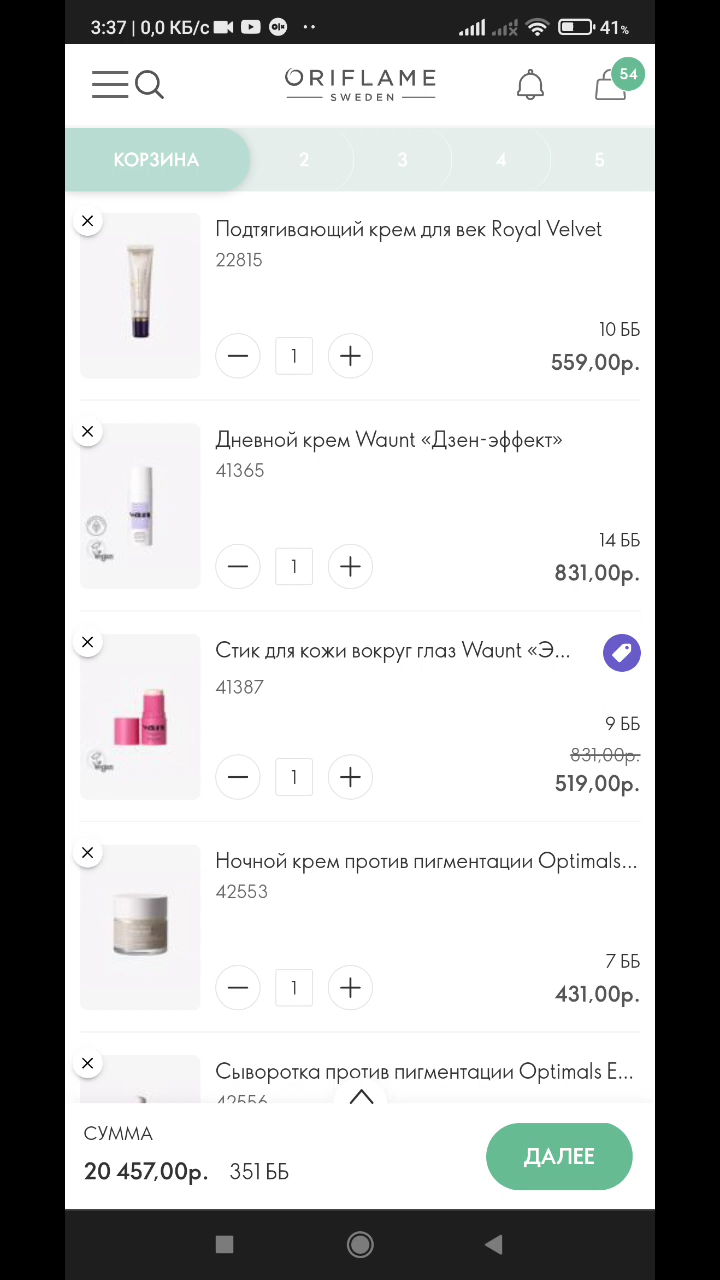 3:37 | 0,0 КБ/с
41%
ORIFLAME
SWEDEN
54
КОРЗИНА 2 3 4 5
Подтягивающий крем для век Royal Velvet
22815
10 ББ
1
559,00р.
Дневной крем Waunt «Дзен-эффект»
41365
14 ББ
1
831,00р.
Vegan
Стик для кожи вокруг глаз Waunt «Э...
41387
9 ББ
831,00р.
1
519,00р.
Vegan
Ночной крем против пигментации Optimals...
42553
7 ББ
1
431,00р.
Сыворотка против пигментации Optimals E...
42556
СУММА
20 457,00р. 351 ББ
ДАЛЕЕ